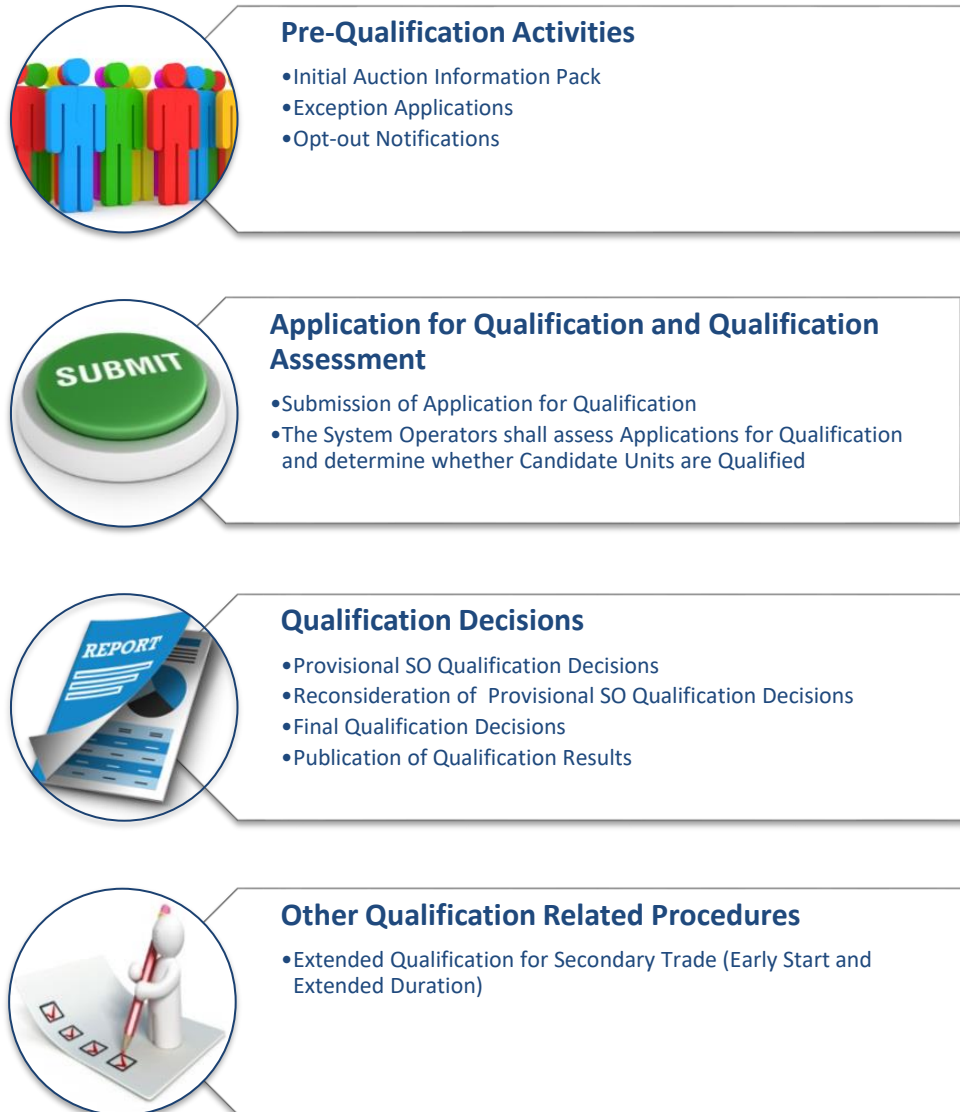 Pre-Qualification Activities
•Initial Auction Information Pack
•Exception Applications
•Opt-out Notifications
SUBMIT
Application for Qualification and Qualification
Assessment
•Submission of Application for Qualification
•The System Operators shall assess Applications for Qualification
and determine whether Candidate Units are Qualified
REPORT
Qualification Decisions
•Provisional SO Qualification Decisions
•Reconsideration of  Provisional SO Qualification Decisions
•Final Qualification Decisions
•Publication of Qualification Results
Other Qualification Related Procedures
•Extended Qualification for Secondary Trade (Early Start and
Extended Duration)